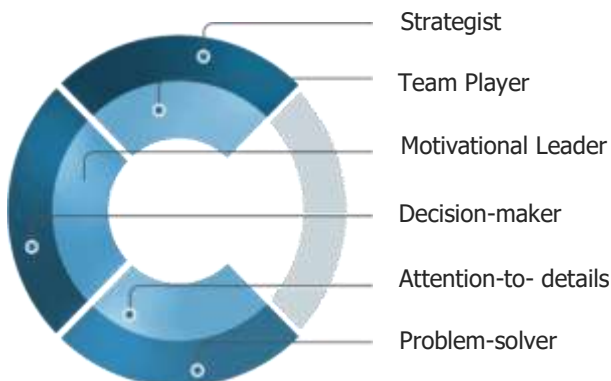 Strategist
Team Player
Motivational Leader
Decision-maker
Attention-to- details
Problem-solver